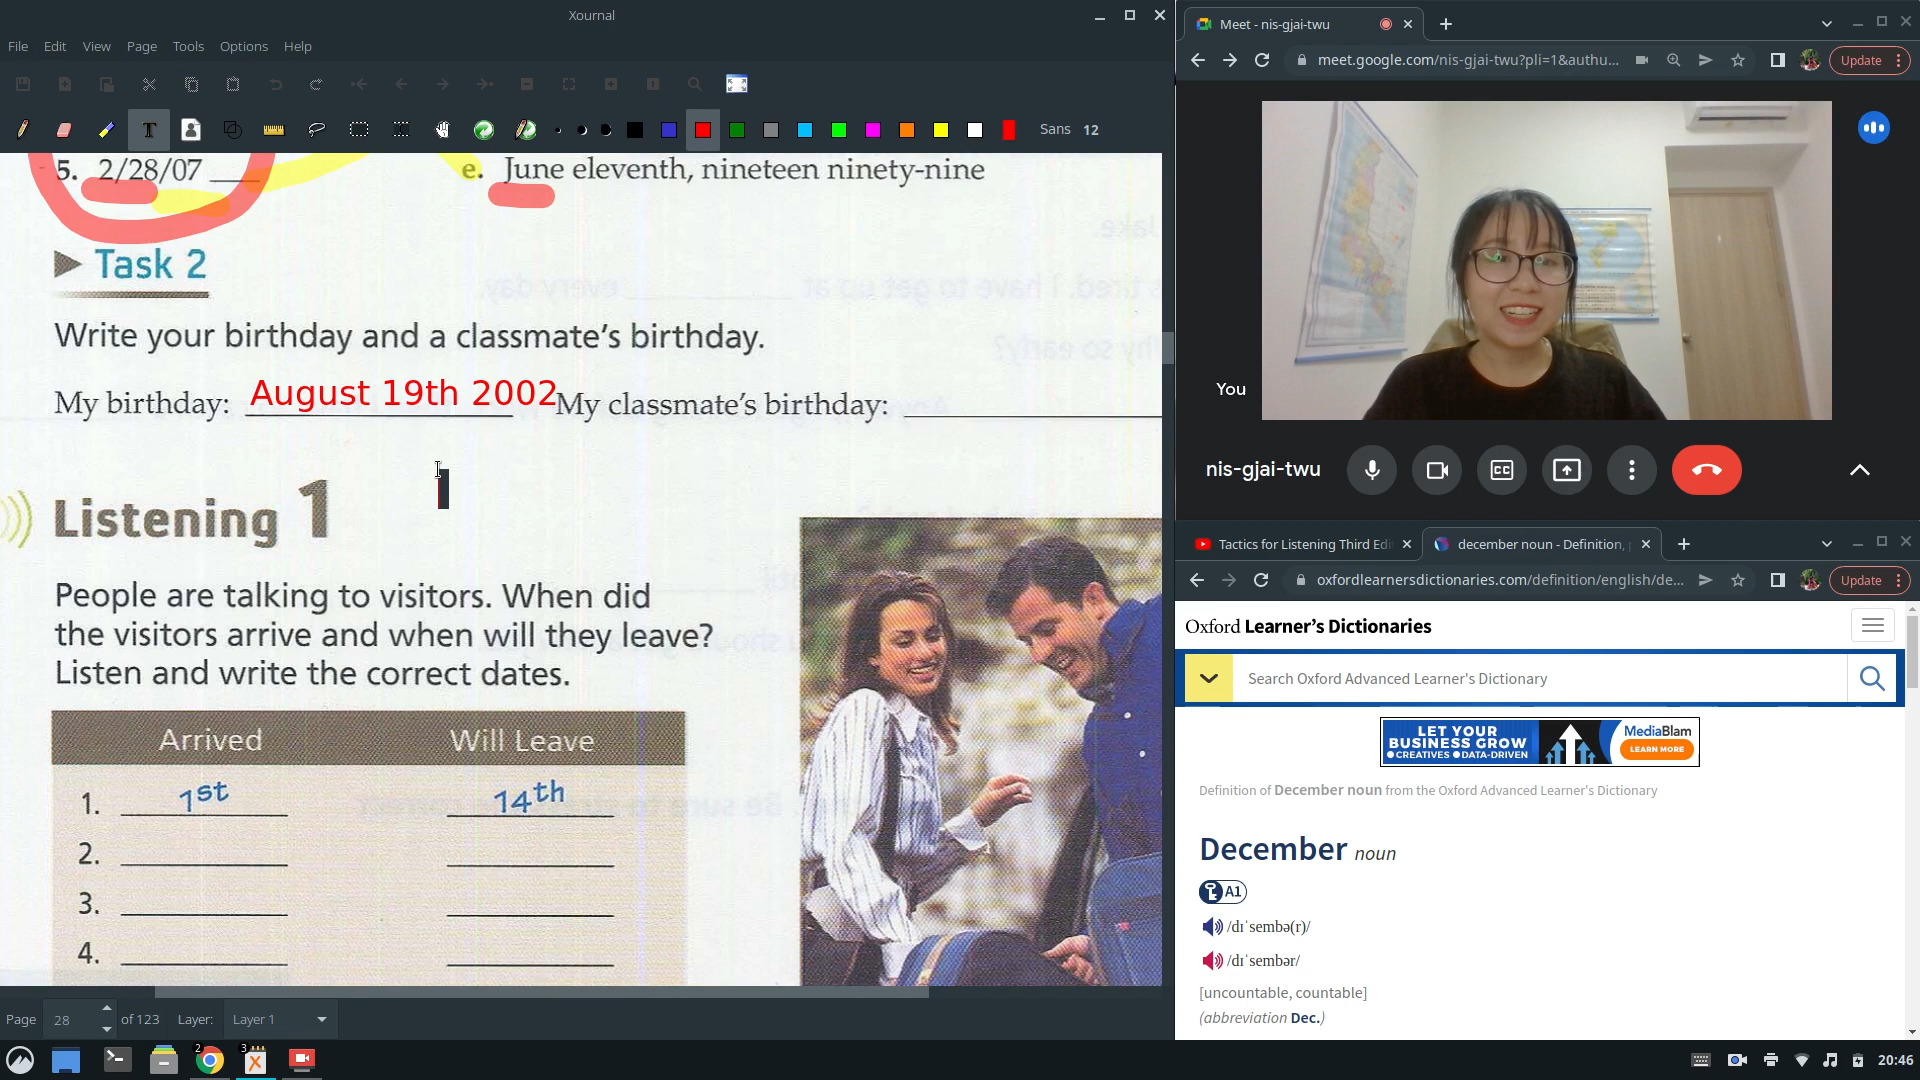 Xournal
File Edit View Page Tools Options Help
T
Sans 12
5. 2/28/07 ____ e. June eleventh, nineteen ninety-nine
Task 2
Write your birthday and a classmate's birthday.
My birthday: August 19th 2002 My classmate's birthday:
Listening 1
People are talking to visitors. When did
the visitors arrive and when will they leave?
Listen and write the correct dates.
Arrived Will Leave
1. 1st 14th
2.
3.
4.
Page 28 of 123 Layer: Layer 1
Meet - nis-gjai-twu
meet.google.com/nis-gjai-twu?pli=1&authu...
Update
You
nis-gjai-twu
CC
Tactics for Listening Third Edi
december noun - Definition,
oxfordlearnersdictionaries.com/definition/english/de...
Update
Oxford Learner's Dictionaries
Search Oxford Advanced Learner's Dictionary
LET YOUR
BUSINESS GROW
●CREATIVES ●DATA-DRIVEN
MediaBlam
LEARN MORE
Definition of December noun from the Oxford Advanced Learner's Dictionary
December noun
A1
/dɪˈsembə(r)/
/dɪˈsembər/
[uncountable, countable]
(abbreviation Dec.)
2 3 20:46